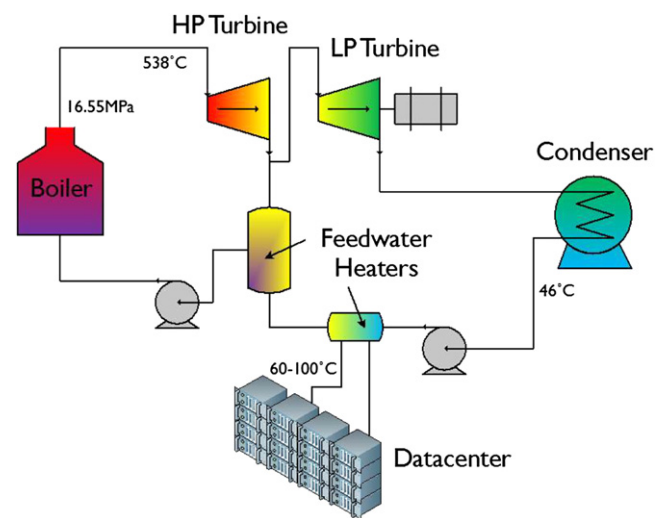 HP Turbine
LP Turbine
538˚C
16.55MPa
Condenser
Boiler
Feedwater
Heaters
46˚C
60-100˚C
Datacenter